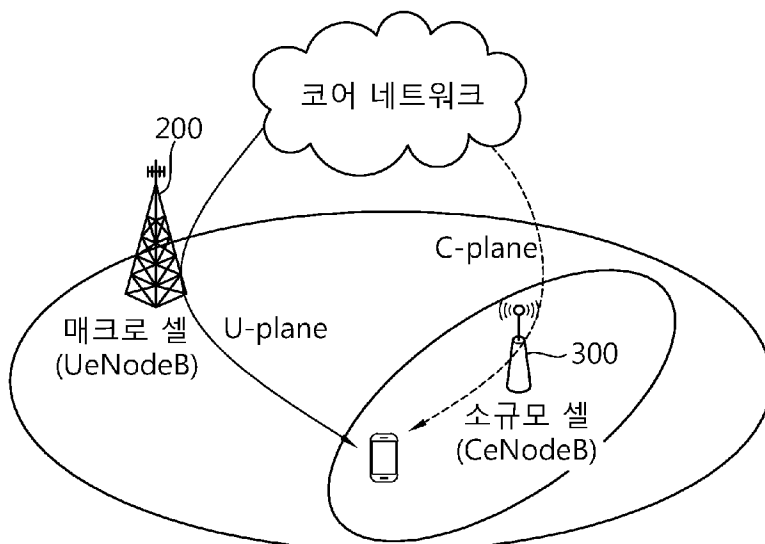 코어 네트워크
200
C-plane
매크로 셀
(UeNodeB)
U-plane
300
소규모 셀
(CeNodeB)